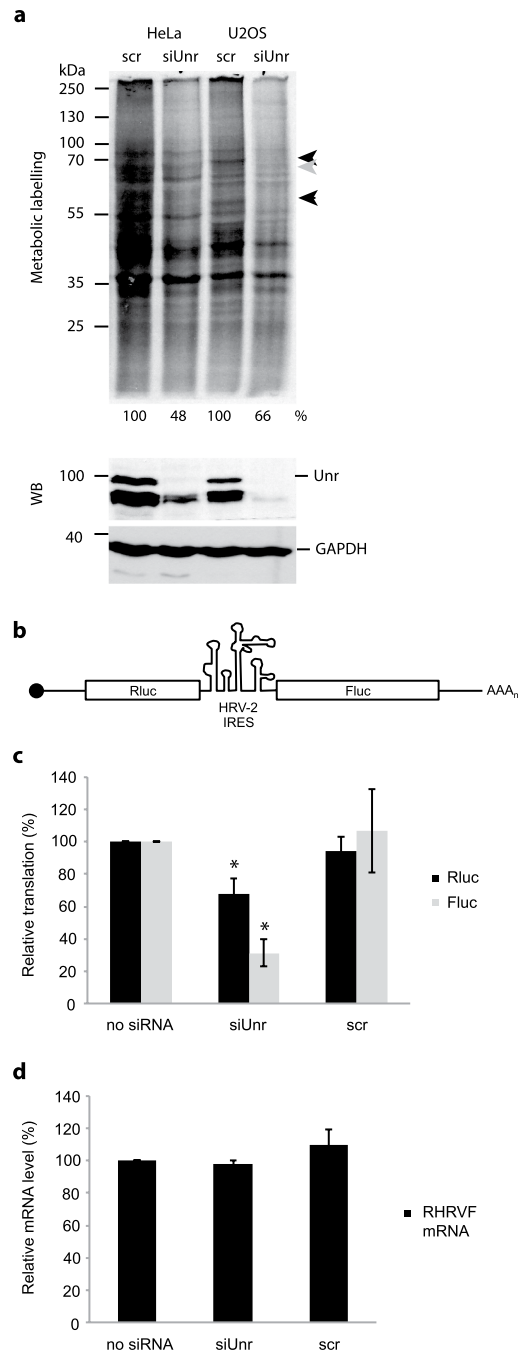 a
HeLa U2OS
scr siUnr scr siUnr
kDa
250
130
100
70
55
35
25
Metabolic labelling
100 48 100 66 %
WB
100 Unr
40
GAPDH
b
Rluc Fluc AAAn
HRV-2
IRES
c
Relative translation (%)
140
120
100
80
60
40
20
0
* *
Rluc
Fluc
no siRNA siUnr scr
d
Relative mRNA level (%)
140
120
100
80
60
40
20
0
RHRVF
mRNA
no siRNA siUnr scr